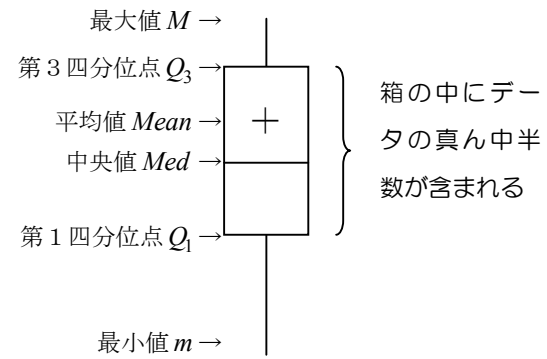 最大値 M →
第３四分位点 Q₃ →
平均値 Mean →
中央値 Med →
第１四分位点 Q₁ →
最小値 m →
箱の中にデー
タの真ん中半
数が含まれる